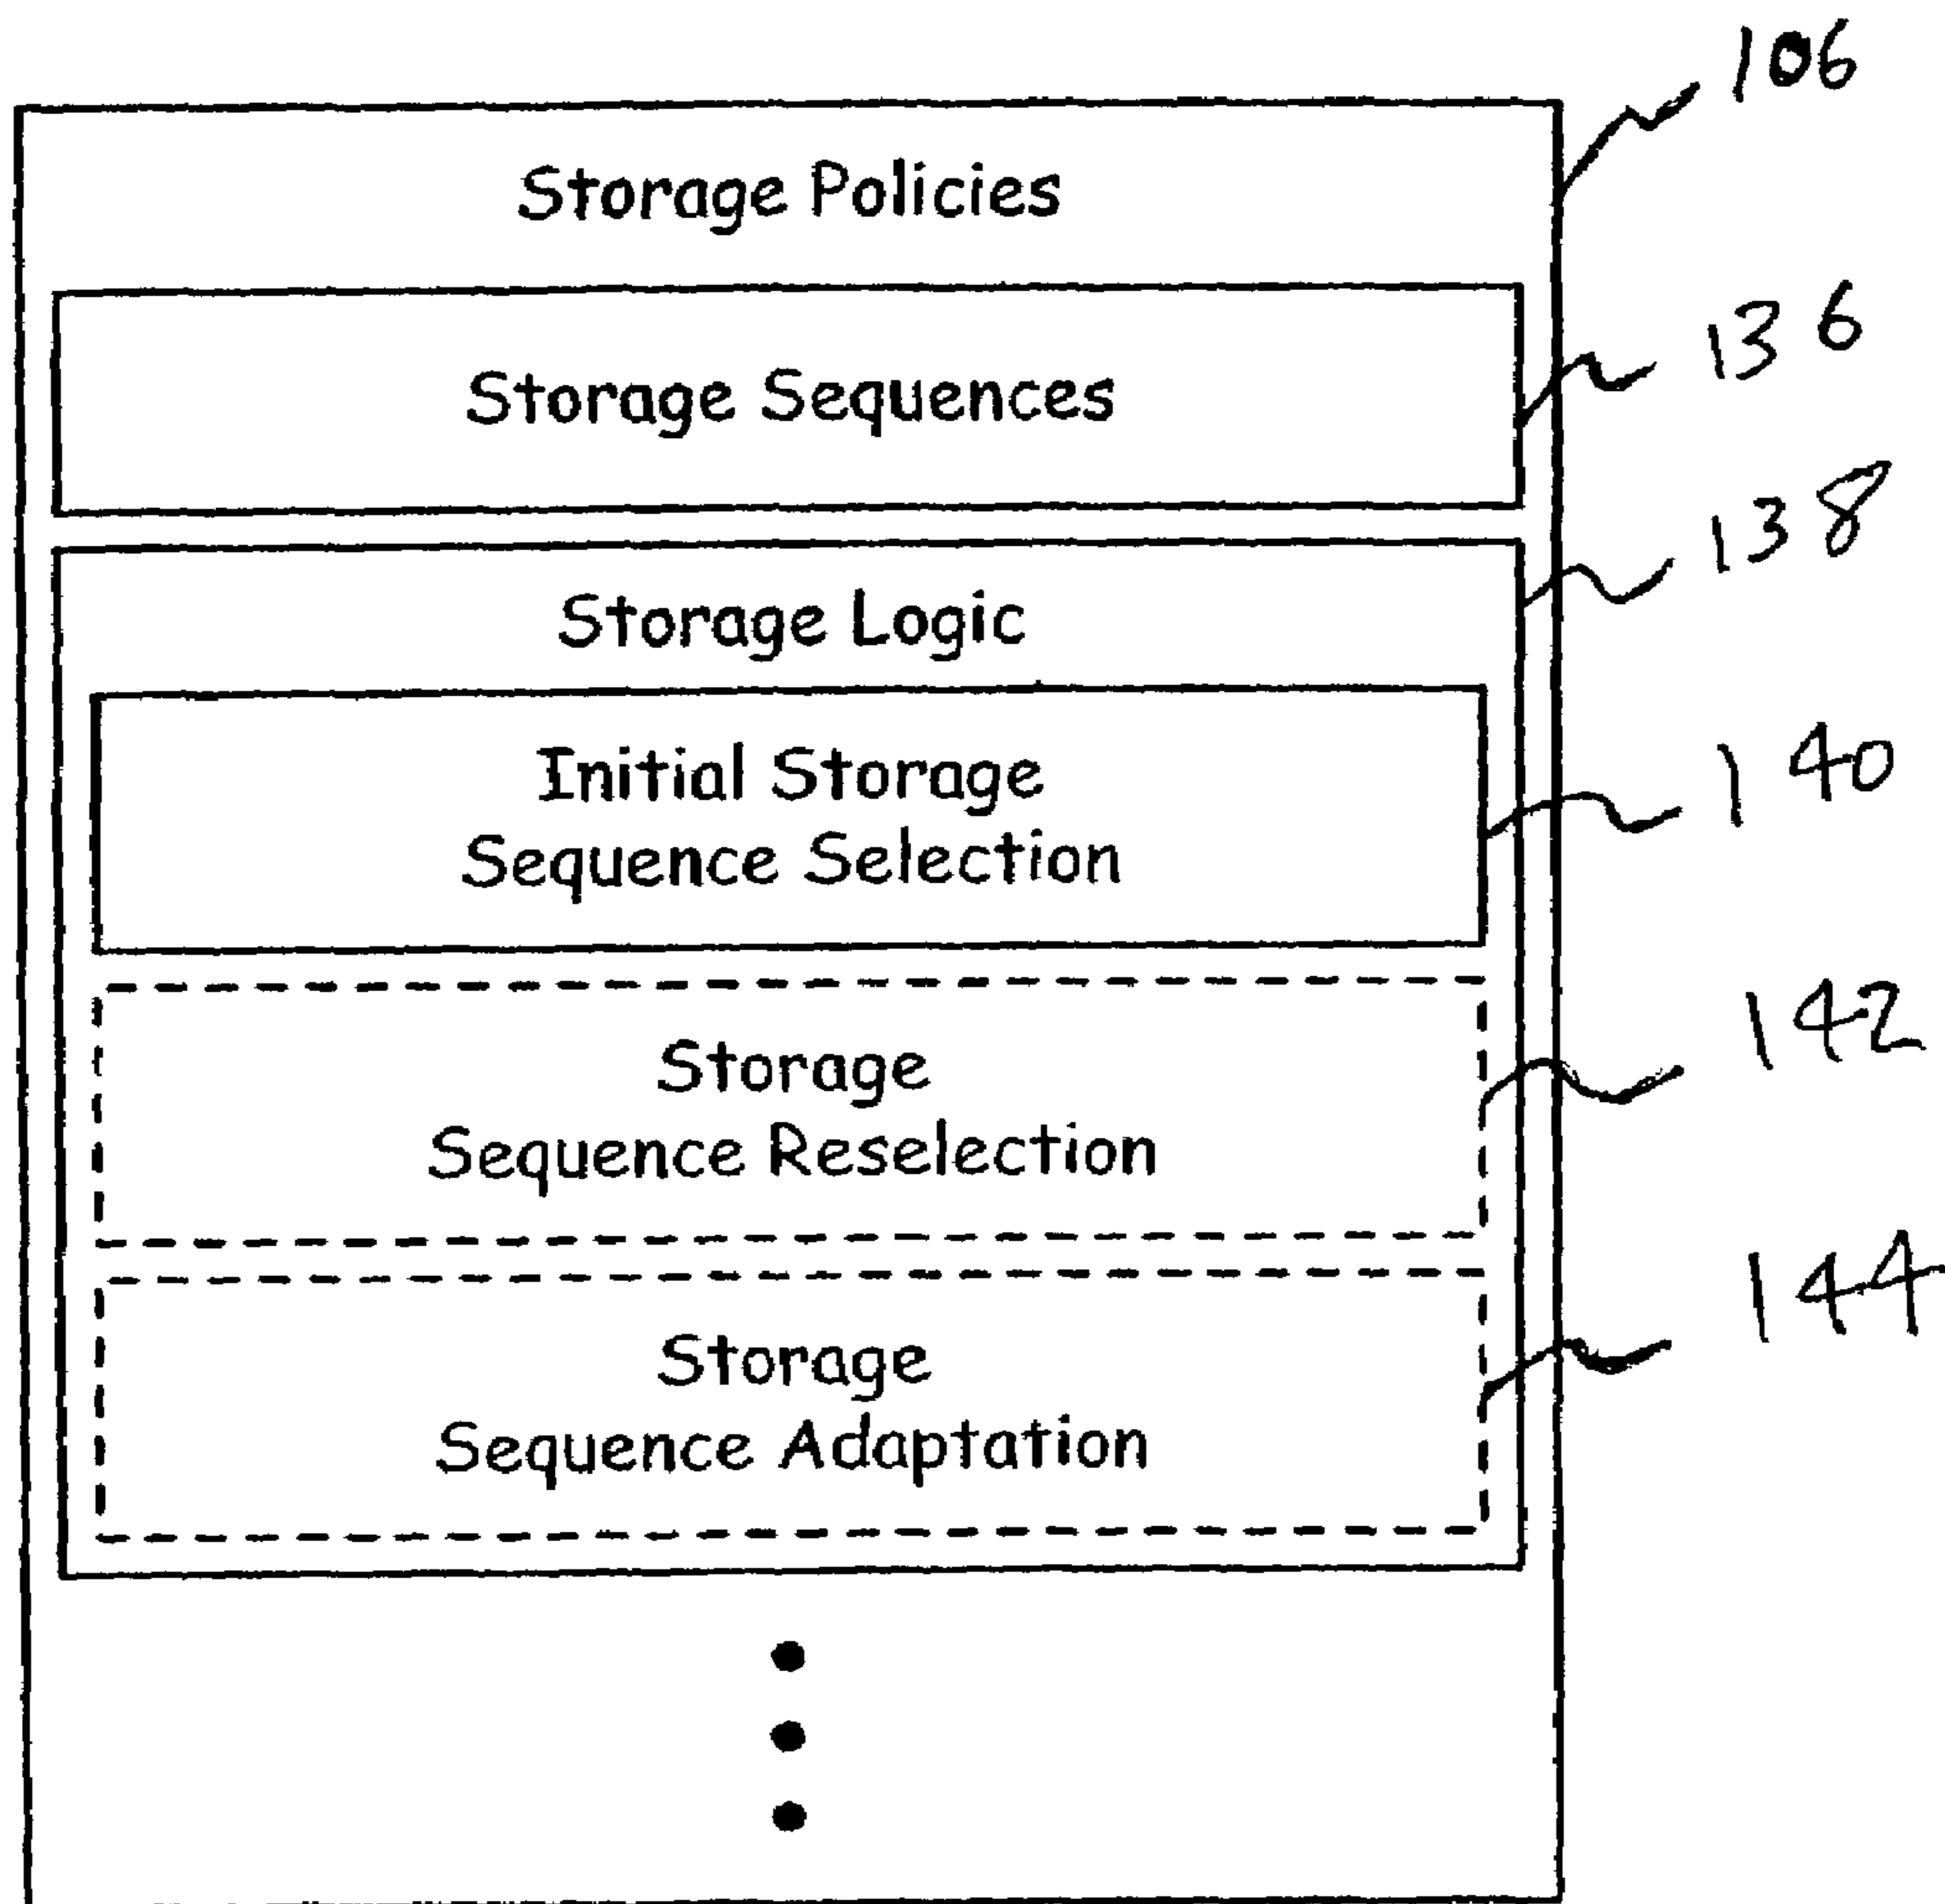 106
Storage Policies
136
Storage Sequences
138
Storage Logic
140
Initial Storage
Sequence Selection
142
Storage
Sequence Reselection
144
Storage
Sequence Adaptation